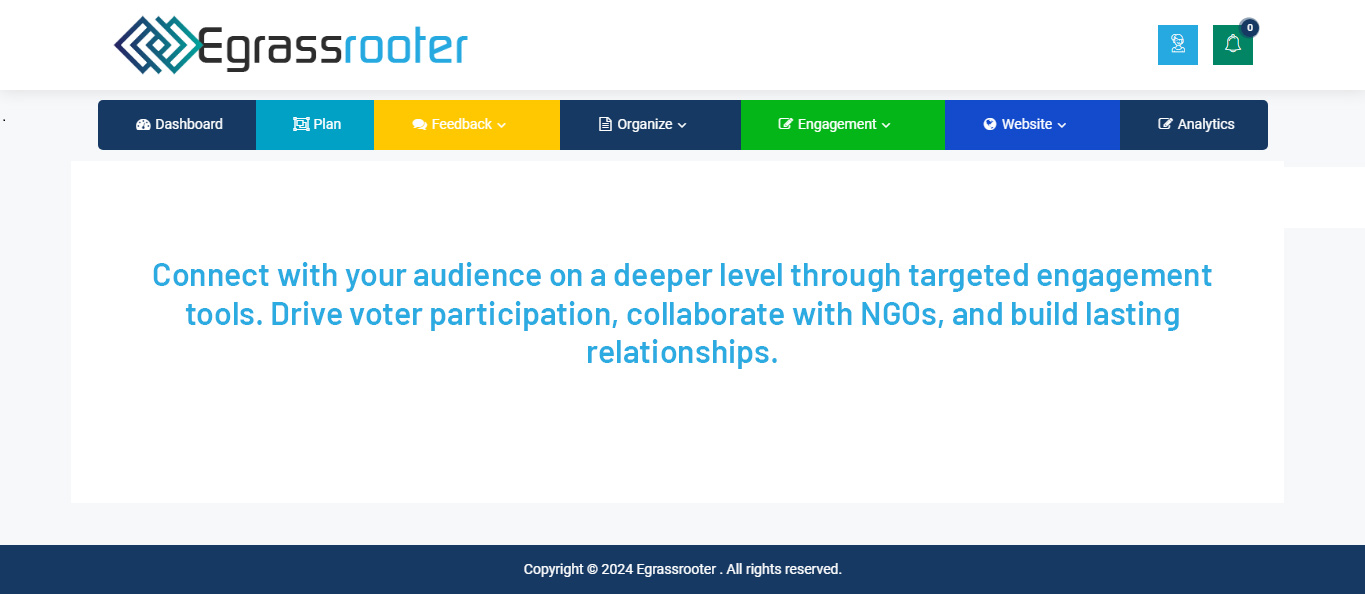 Egrassrooter
0
Dashboard Plan Feedback Organize Engagement Website Analytics
.
Connect with your audience on a deeper level through targeted engagement
tools. Drive voter participation, collaborate with NGOs, and build lasting
relationships.
Copyright © 2024 Egrassrooter . All rights reserved.